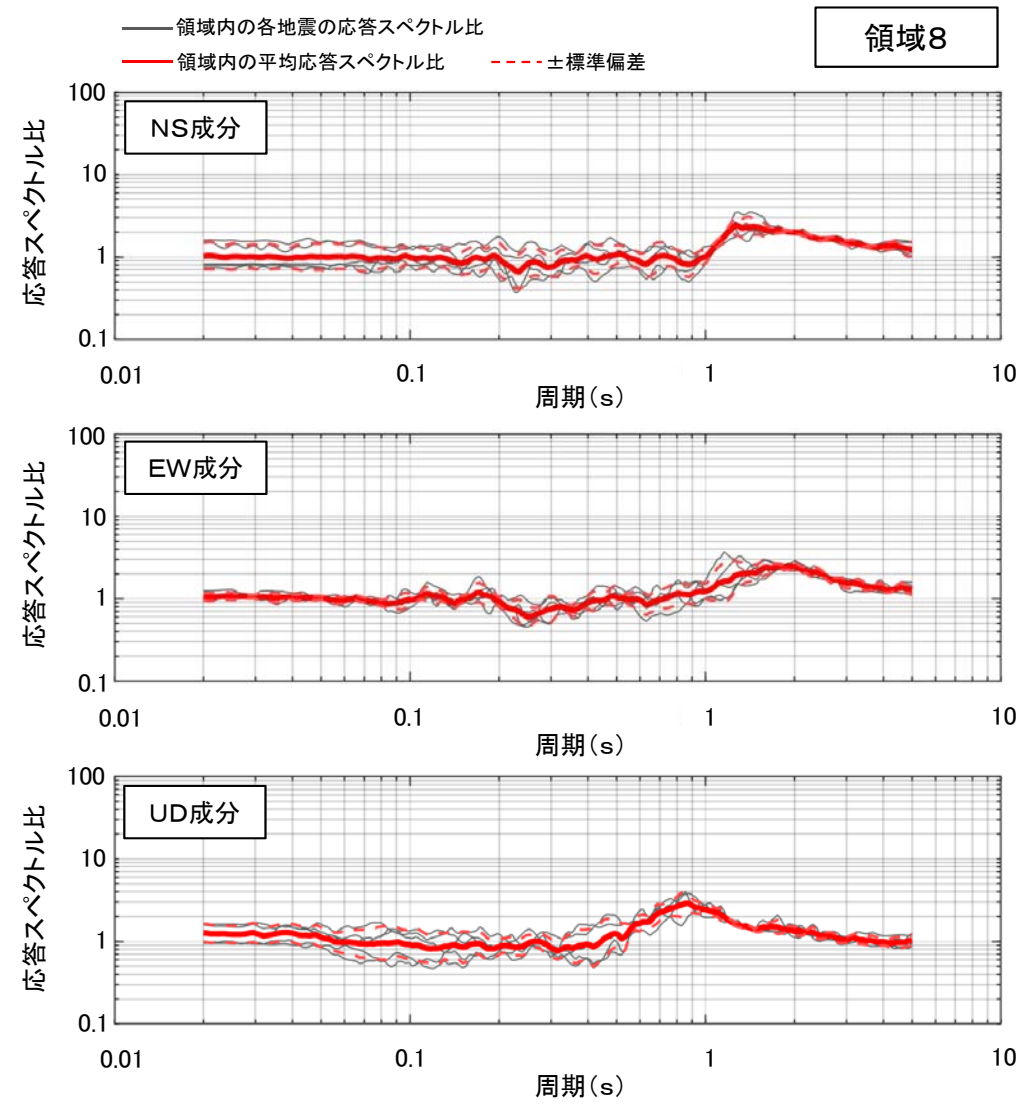 領域内の各地震の応答スペクトル比
領域8
領域内の平均応答スペクトル比 ±標準偏差
NS成分
応答スペクトル比
100
10
1
0.1
0.01 0.1 1 10
周期(s)
EW成分
応答スペクトル比
100
10
1
0.1
0.01 0.1 1 10
周期(s)
UD成分
応答スペクトル比
100
10
1
0.1
0.01 0.1 1 10
周期(s)